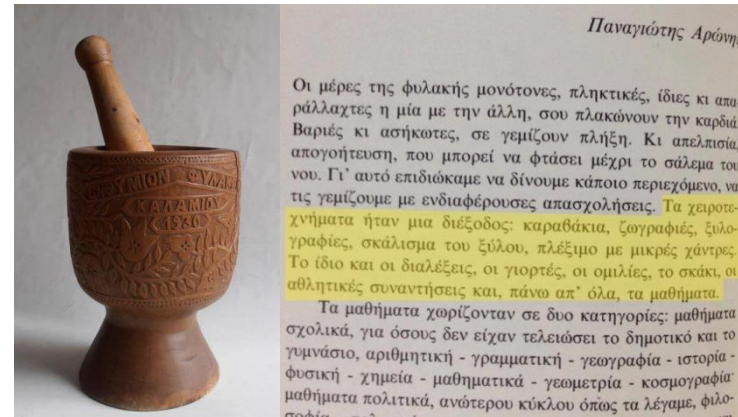 ΕΝΘΥΜΙΟΝ ΦΥΛΑΚ
ΚΑΛΑΜΙΟΥ
1930
Παναγιώτης Αρώνης
Οι μέρες της φυλακής μονότονες, πληκτικές, ίδιες κι απα-
ράλλαχτες η μία με την άλλη, σου πλακώνουν την καρδιά.
Βαριές κι ασήκωτες, σε γεμίζουν πλήξη. Κι απελπισία,
απογοήτευση, που μπορεί να φτάσει μέχρι το σάλεμα του
νου. Γι' αυτό επιδιώκαμε να δίνουμε κάποιο περιεχόμενο, να
τις γεμίζουμε με ενδιαφέρουσες απασχολήσεις. Τα χειροτε-
χνήματα ήταν μια διέξοδος: καραβάκια, ζωγραφιές, ξυλο-
γραφίες, σκάλισμα του ξύλου, πλέξιμο με μικρές χάντρες.
Το ίδιο και οι διαλέξεις, οι γιορτές, οι ομιλίες, το σκάκι, οι
αθλητικές συναντήσεις και, πάνω απ' όλα, τα μαθήματα.
Τα μαθήματα χωρίζονταν σε δυο κατηγορίες: μαθήματα
σχολικά, για όσους δεν είχαν τελειώσει το δημοτικό και το
γυμνάσιο, αριθμητική - γραμματική - γεωγραφία - ιστορία -
φυσική - χημεία - μαθηματικά - γεωμετρία - κοσμογραφία·
μαθήματα πολιτικά, ανώτερου κύκλου όπως τα λέγαμε, φιλο-